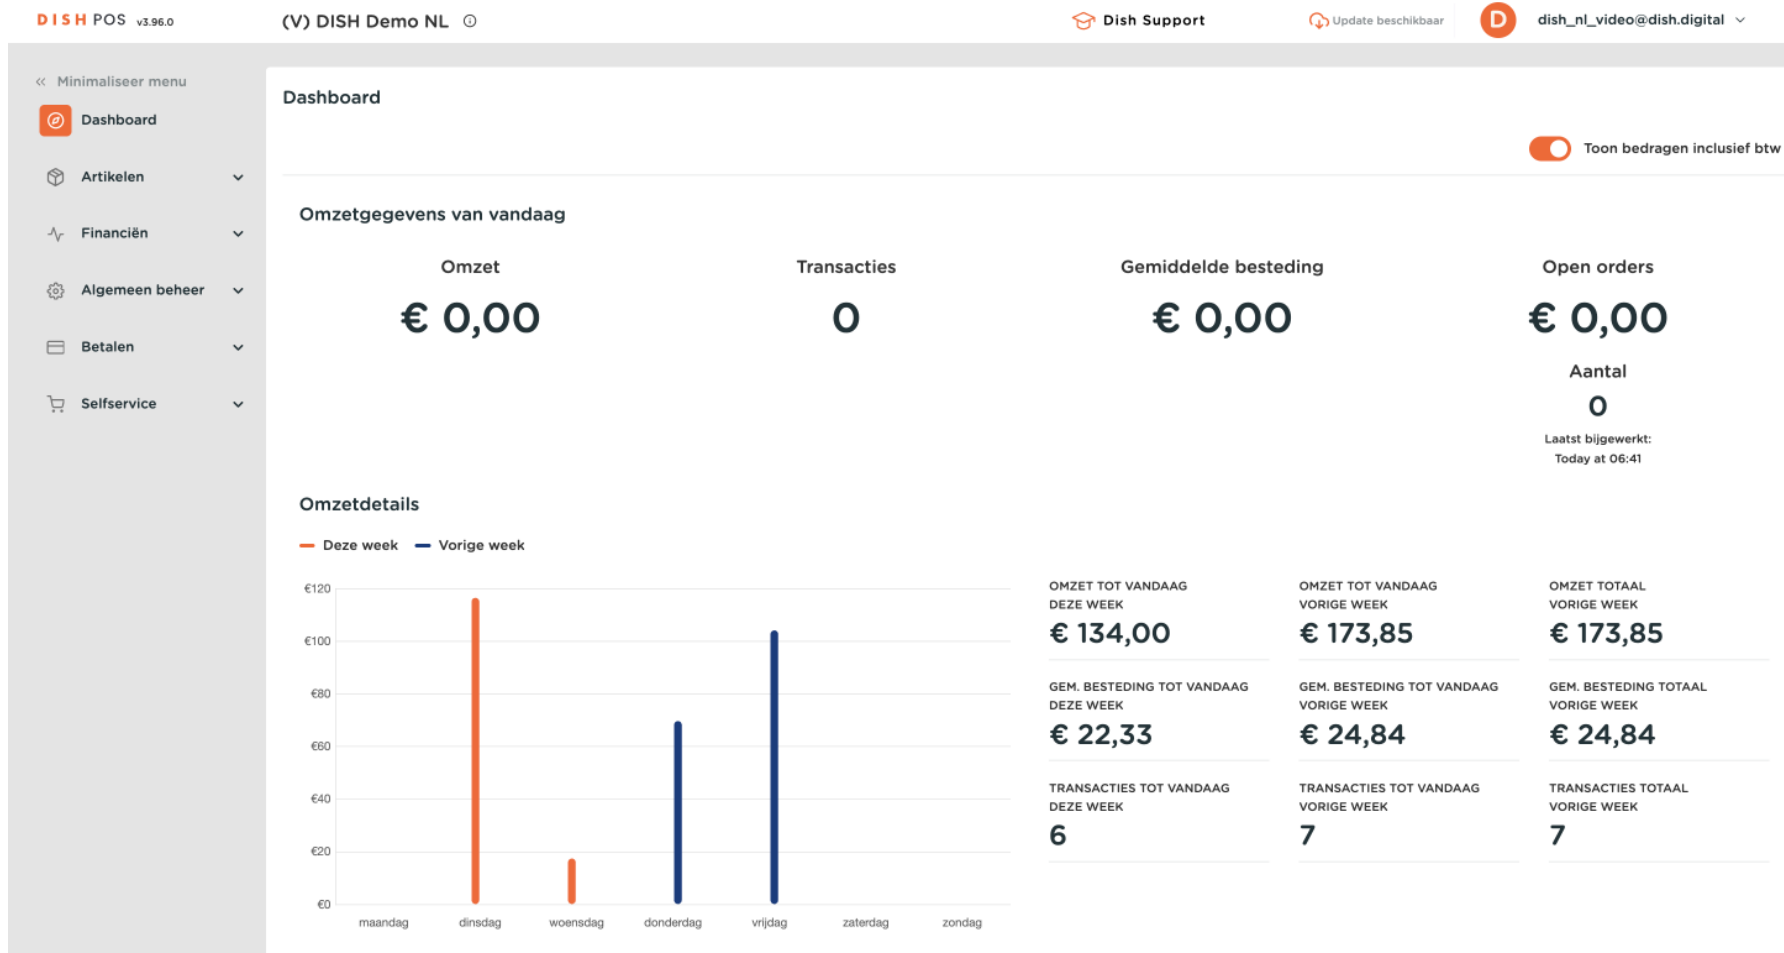 DISH POS v3.96.0
(V) DISH Demo NL
Dish Support
Update beschikbaar
D
dish_nl_video@dish.digital
Minimaliseer menu
Dashboard
Artikelen
Financiën
Algemeen beheer
Betalen
Selfservice
Dashboard
Toon bedragen inclusief btw
Omzetgegevens van vandaag
Omzet
€ 0,00
Transacties
0
Gemiddelde besteding
€ 0,00
Open orders
€ 0,00
Aantal
0
Laatst bijgewerkt:
Today at 06:41
Omzetdetails
Deze week
Vorige week
€120
€100
€80
€60
€40
€20
€0
maandag
dinsdag
woensdag
donderdag
vrijdag
zaterdag
zondag
OMZET TOT VANDAAG
DEZE WEEK
€ 134,00
OMZET TOT VANDAAG
VORIGE WEEK
€ 173,85
OMZET TOTAAL
VORIGE WEEK
€ 173,85
GEM. BESTEDING TOT VANDAAG
DEZE WEEK
€ 22,33
GEM. BESTEDING TOT VANDAAG
VORIGE WEEK
€ 24,84
GEM. BESTEDING TOTAAL
VORIGE WEEK
€ 24,84
TRANSACTIES TOT VANDAAG
DEZE WEEK
6
TRANSACTIES TOT VANDAAG
VORIGE WEEK
7
TRANSACTIES TOTAAL
VORIGE WEEK
7